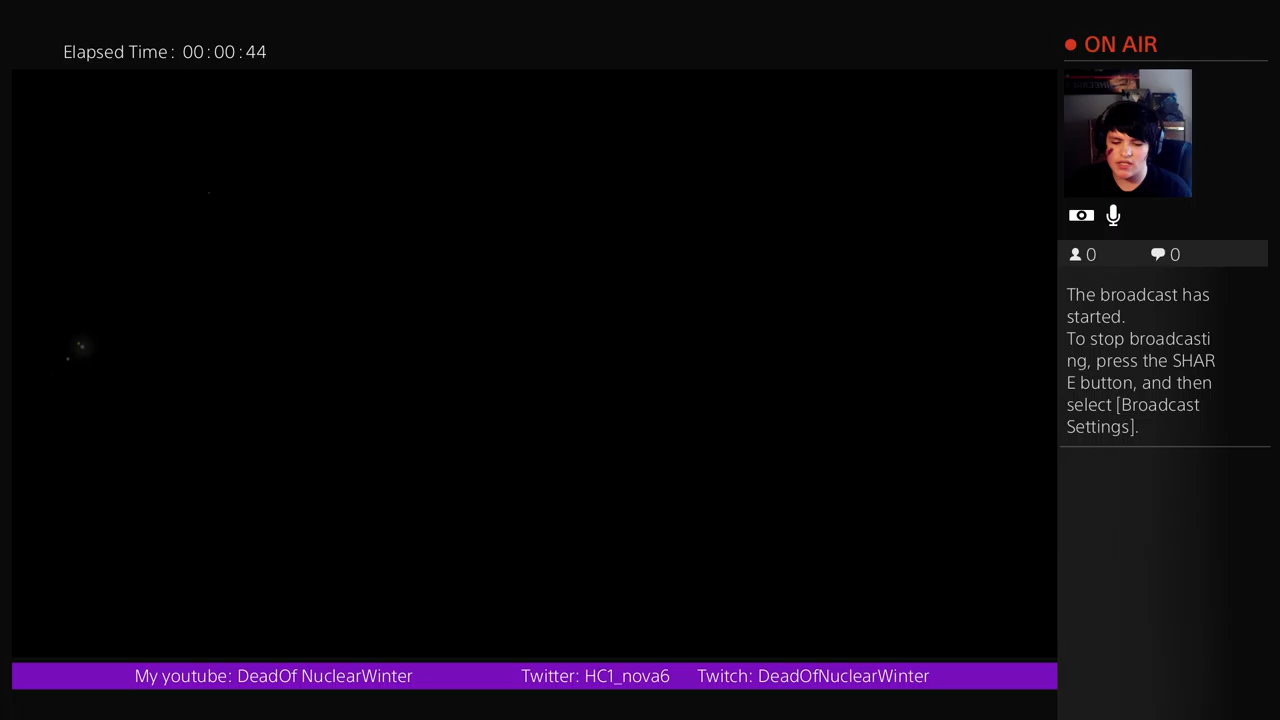 Elapsed Time: 00:00:44
ON AIR
0 0
The broadcast has
started.
To stop broadcasti
ng, press the SHAR
E button, and then
select [Broadcast
Settings].
My youtube: DeadOf NuclearWinter Twitter: HC1_nova6 Twitch: DeadOfNuclearWinter